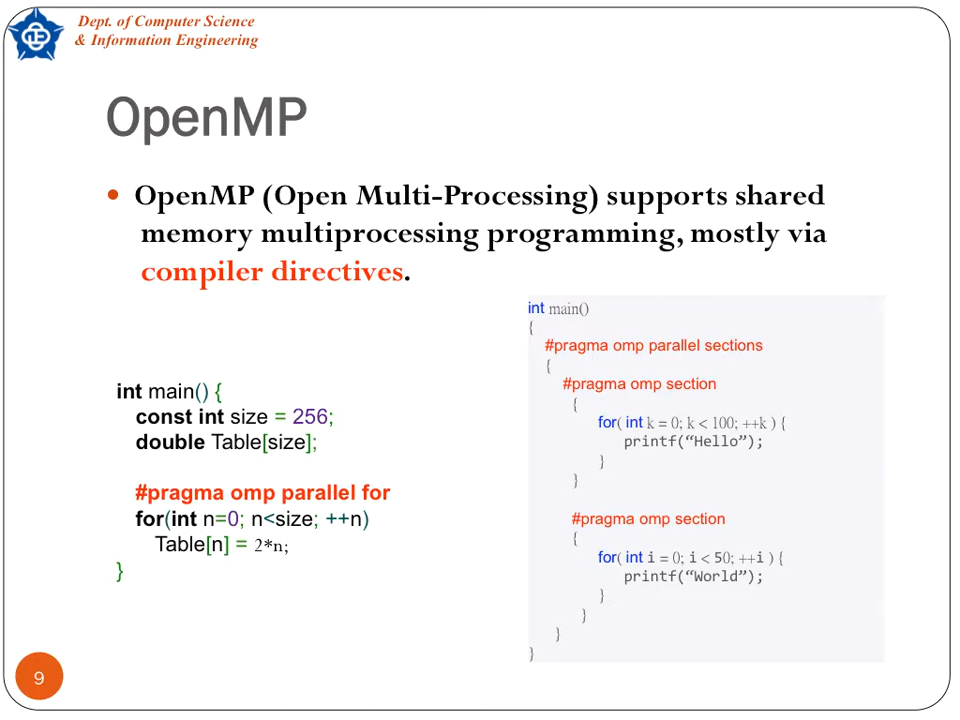 Dept. of Computer Science
& Information Engineering
OpenMP
• OpenMP (Open Multi-Processing) supports shared
memory multiprocessing programming, mostly via
compiler directives.
int main() {
const int size = 256;
double Table[size];
#pragma omp parallel for
for(int n=0; n<size; ++n)
Table[n] = 2*n;
}
int main()
{
#pragma omp parallel sections
{
#pragma omp section
{
for( int k = 0; k < 100; ++k ) {
printf(“Hello”);
}
}
#pragma omp section
{
for( int i = 0; i < 50; ++i ) {
printf(“World”);
}
}
}
}
9